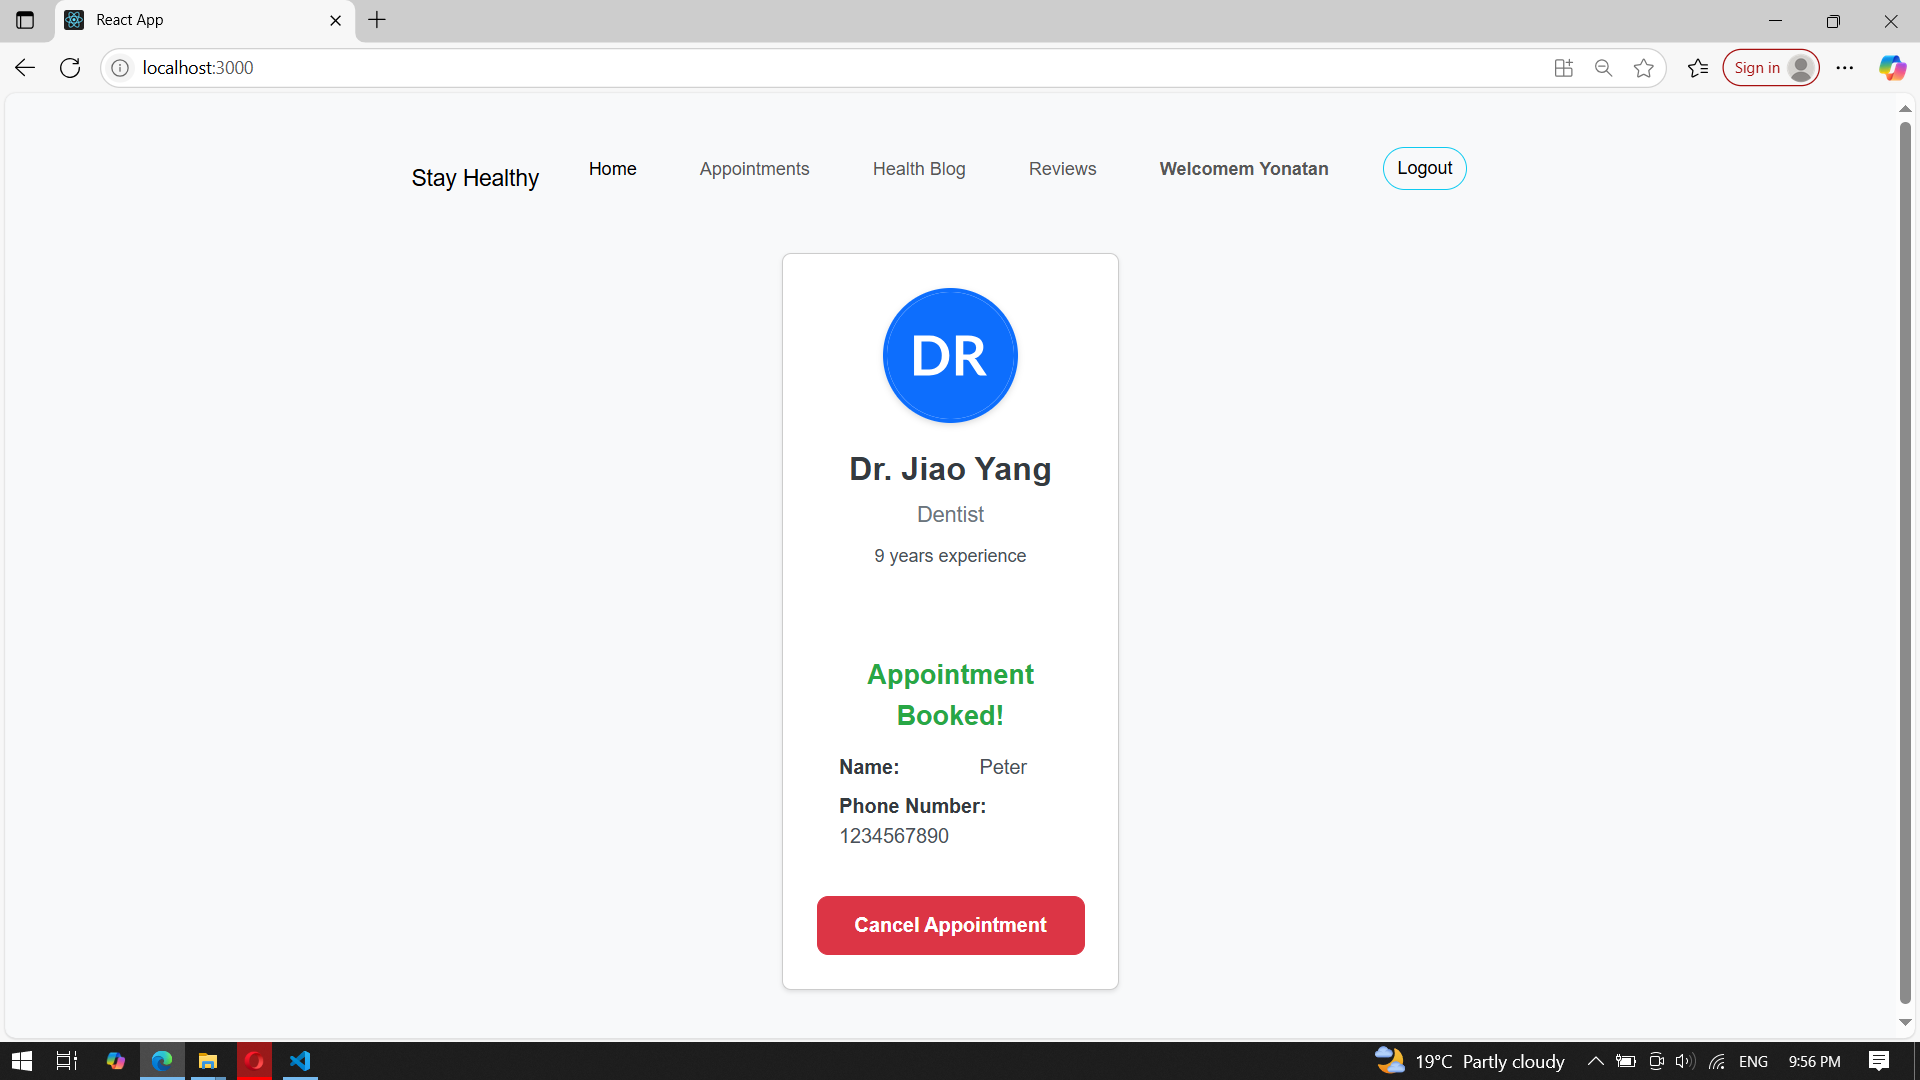 React App
localhost:3000
Sign in
Stay Healthy
Home
Appointments
Health Blog
Reviews
Welcomem Yonatan
Logout
DR
Dr. Jiao Yang
Dentist
9 years experience
Appointment
Booked!
Name: Peter
Phone Number:
1234567890
Cancel Appointment
19°C Partly cloudy
ENG
9:56 PM